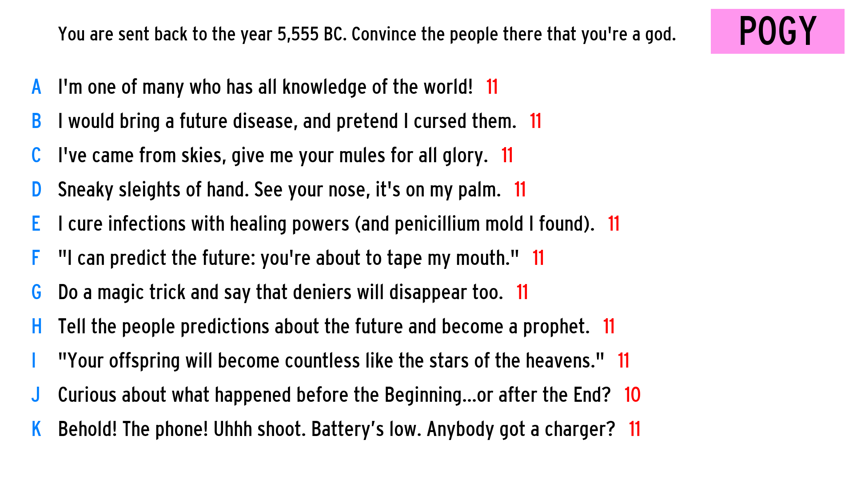 You are sent back to the year 5,555 BC. Convince the people there that you're a god.
POGY
A I'm one of many who has all knowledge of the world! 11
B I would bring a future disease, and pretend I cursed them. 11
C I've came from skies, give me your mules for all glory. 11
D Sneaky sleights of hand. See your nose, it's on my palm. 11
E I cure infections with healing powers (and penicillium mold I found). 11
F "I can predict the future: you're about to tape my mouth." 11
G Do a magic trick and say that deniers will disappear too. 11
H Tell the people predictions about the future and become a prophet. 11
I "Your offspring will become countless like the stars of the heavens." 11
J Curious about what happened before the Beginning...or after the End? 10
K Behold! The phone! Uhhh shoot. Battery’s low. Anybody got a charger? 11